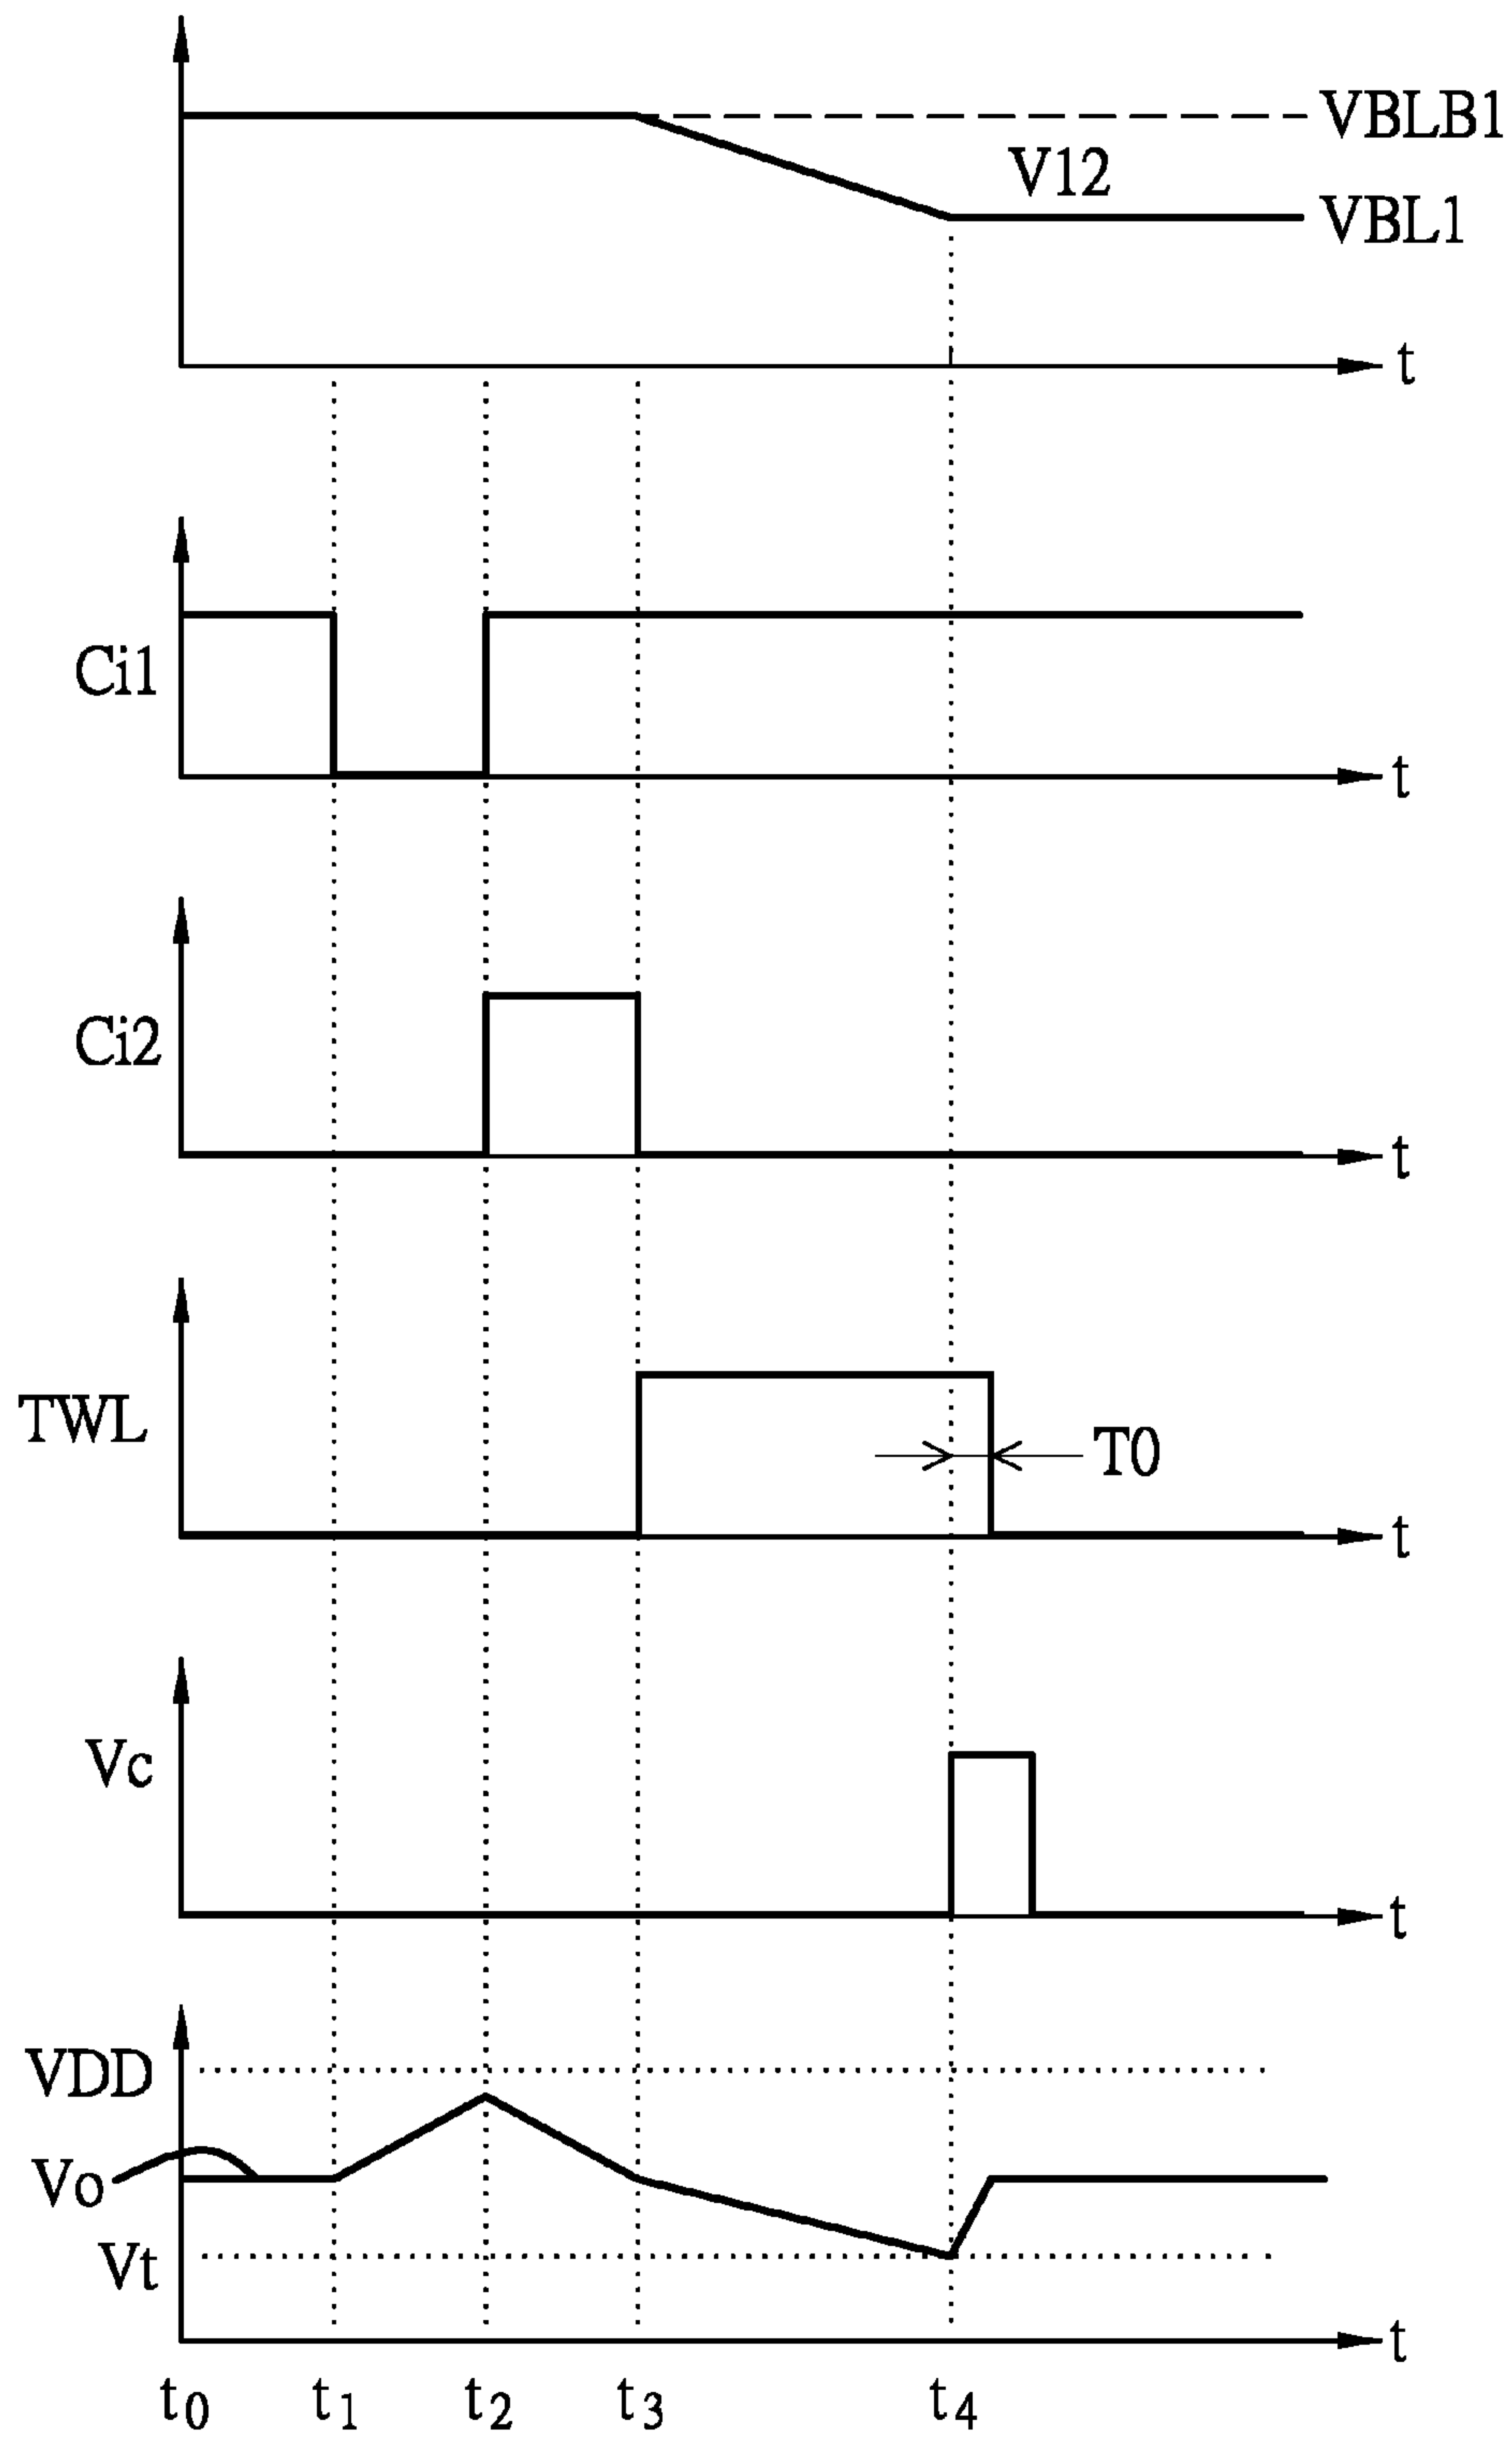 VBLB1
V12
VBL1
t
Ci1
t
Ci2
t
TWL
T0
t
Vc
t
VDD
Vo
Vt
t
t0 t1 t2 t3 t4